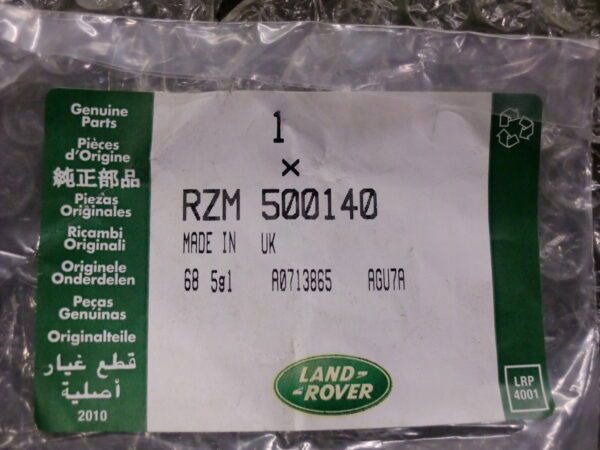 Genuine
Parts
Pièces
d'Origine
純正部品
Piezas
Originales
Ricambi
Originali
Originele
Onderdelen
Peças
Genuinas
Originalteile
قطع غيار
أصلية
2010
1
×
RZM 500140
MADE IN UK
68 5g1 A0713865 AGU7A
LAND-
-ROVER
LRP
4001